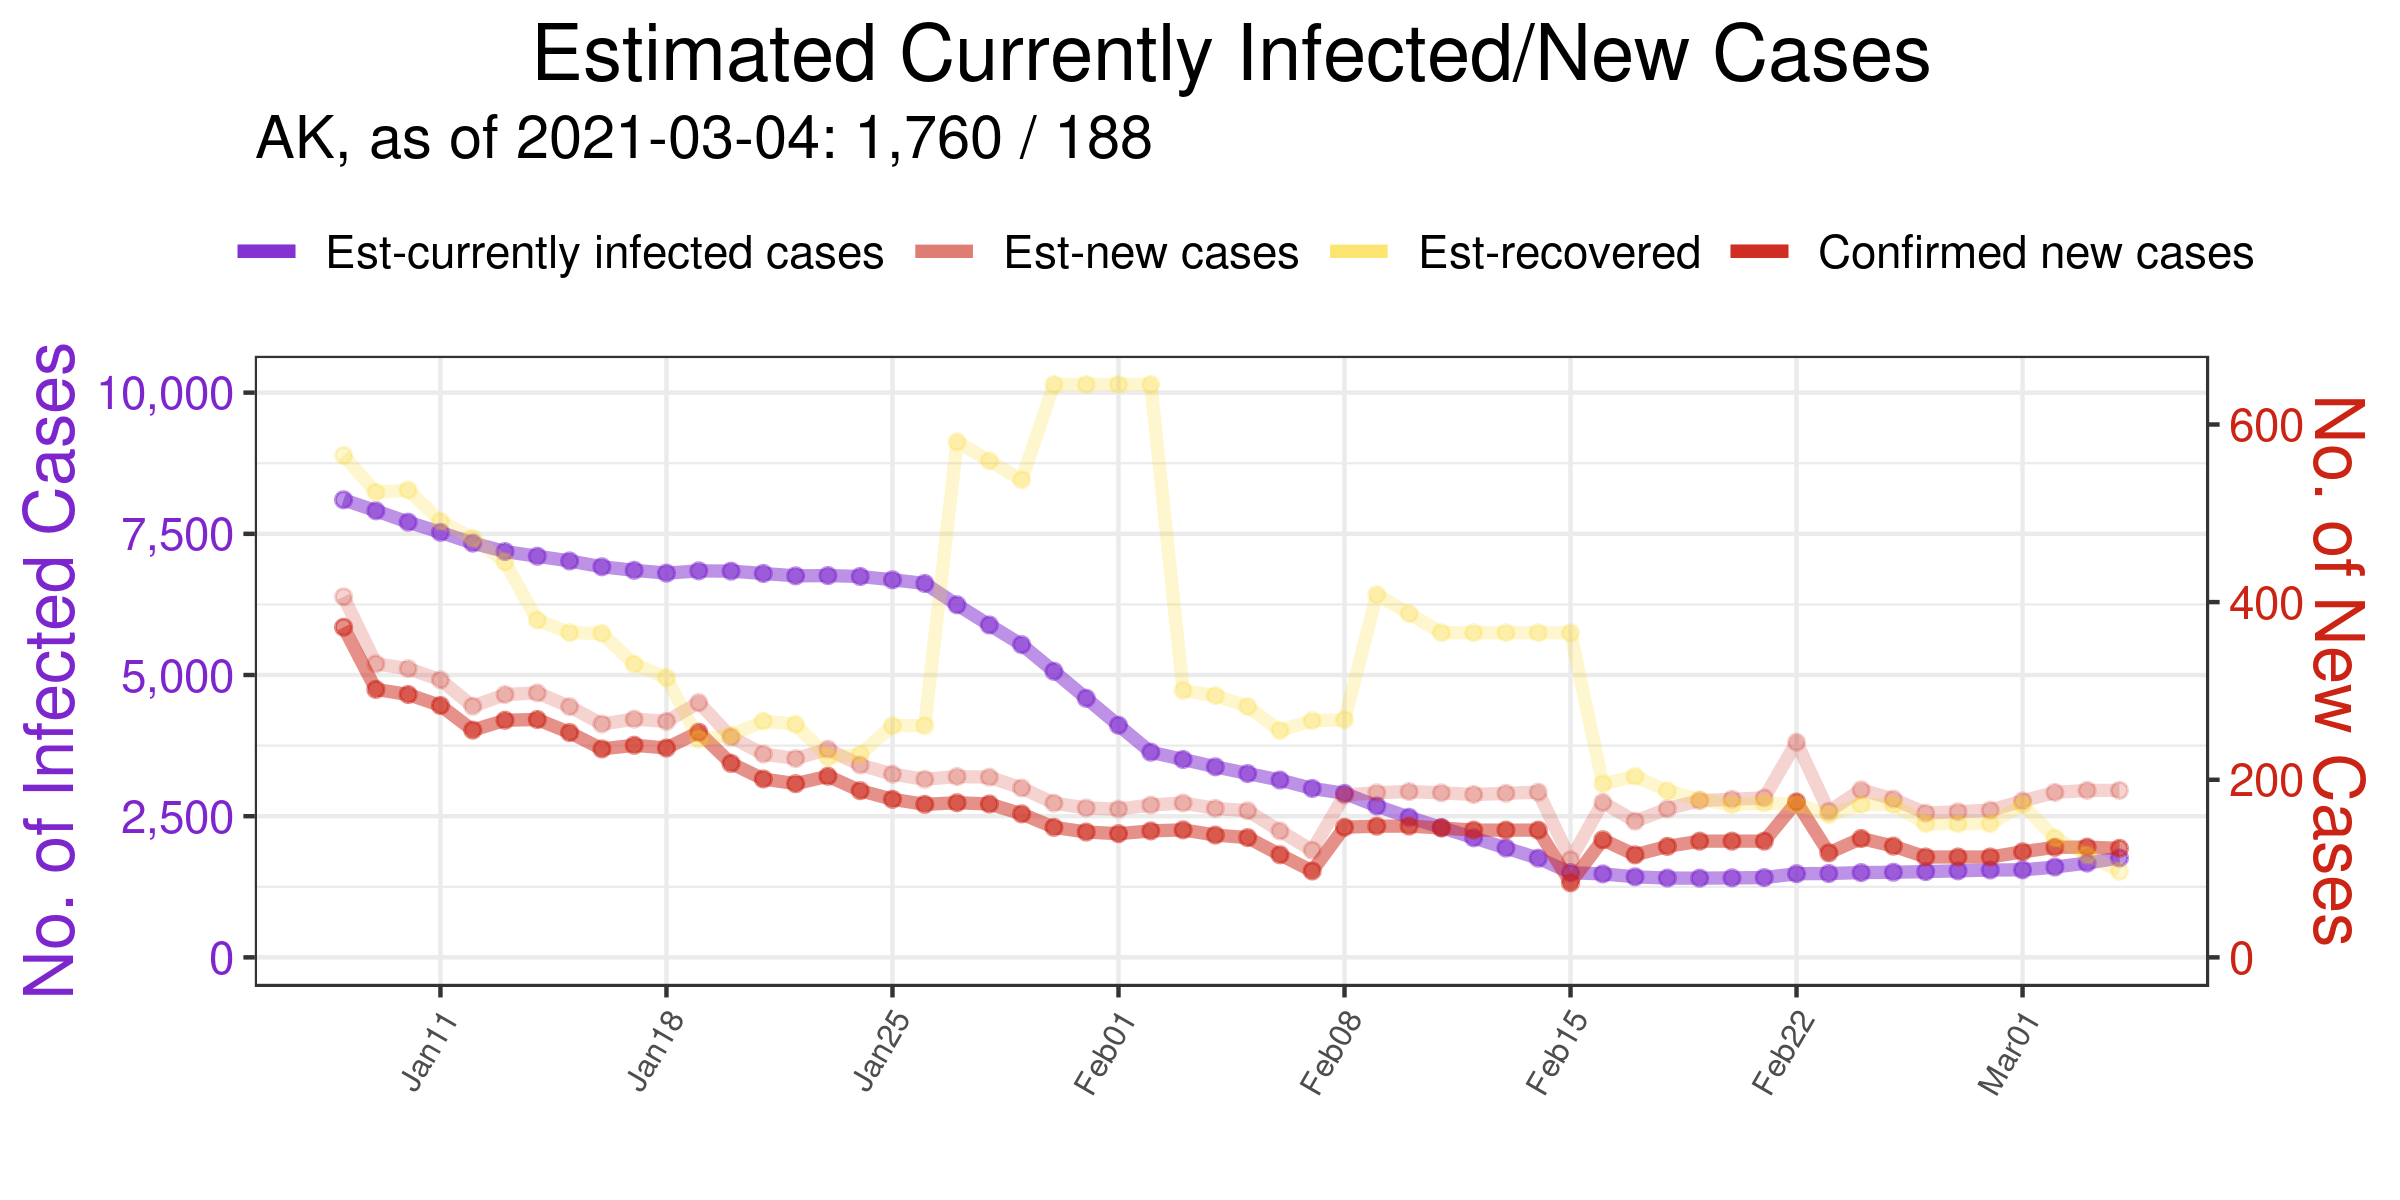 Estimated Currently Infected/New Cases
AK, as of 2021-03-04: 1,760 / 188
Est-currently infected cases Est-new cases Est-recovered Confirmed new cases
No. of Infected Cases
10,000
7,500
5,000
2,500
0
600
400
200
0
No. of New Cases
Jan11 Jan18 Jan25 Feb01 Feb08 Feb15 Feb22 Mar01